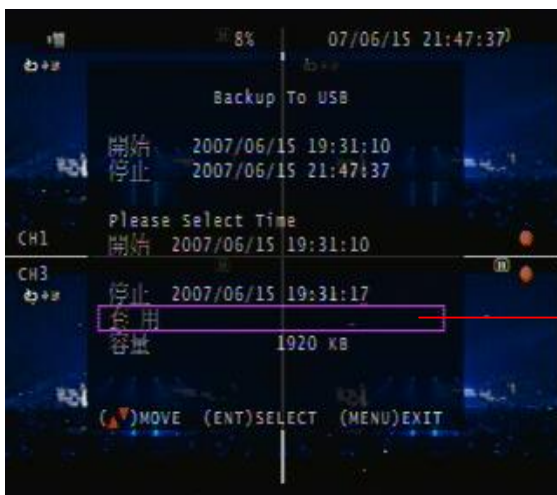 8% 07/06/15 21:47:37
Backup To USB
開始 2007/06/15 19:31:10
停止 2007/06/15 21:47:37
Please Select Time
CH1
開始 2007/06/15 19:31:10
CH3
停止 2007/06/15 19:31:17
套用
容量 1920 KB
(▲▼)MOVE (ENT)SELECT (MENU)EXIT